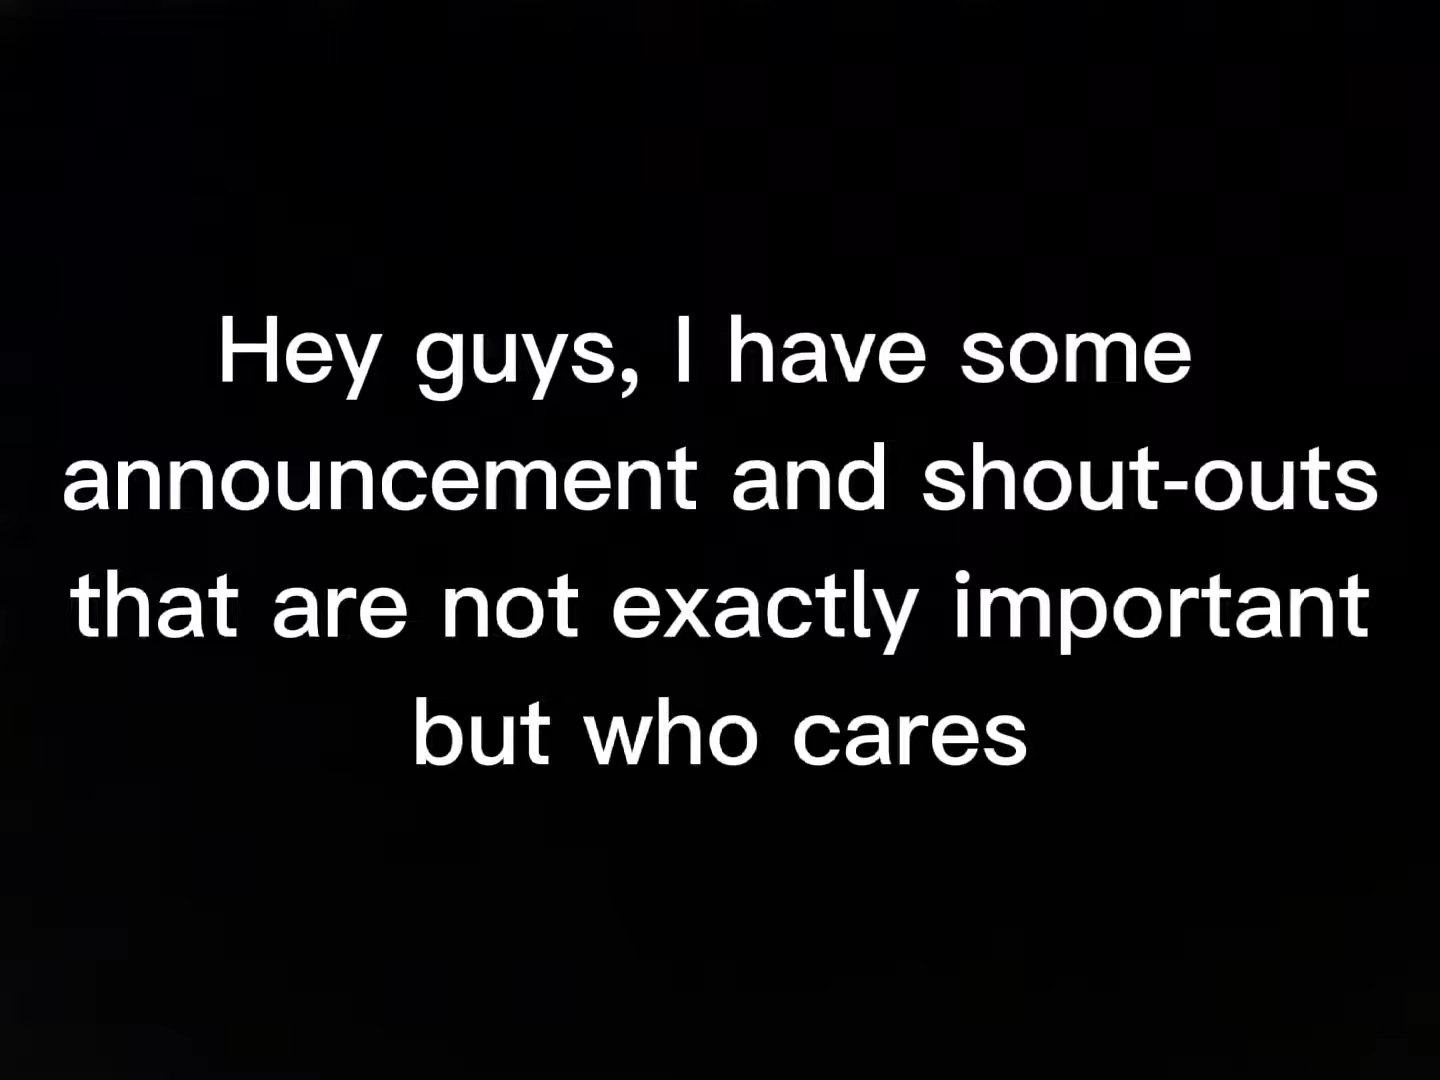 Hey guys, I have some
announcement and shout-outs
that are not exactly important
but who cares